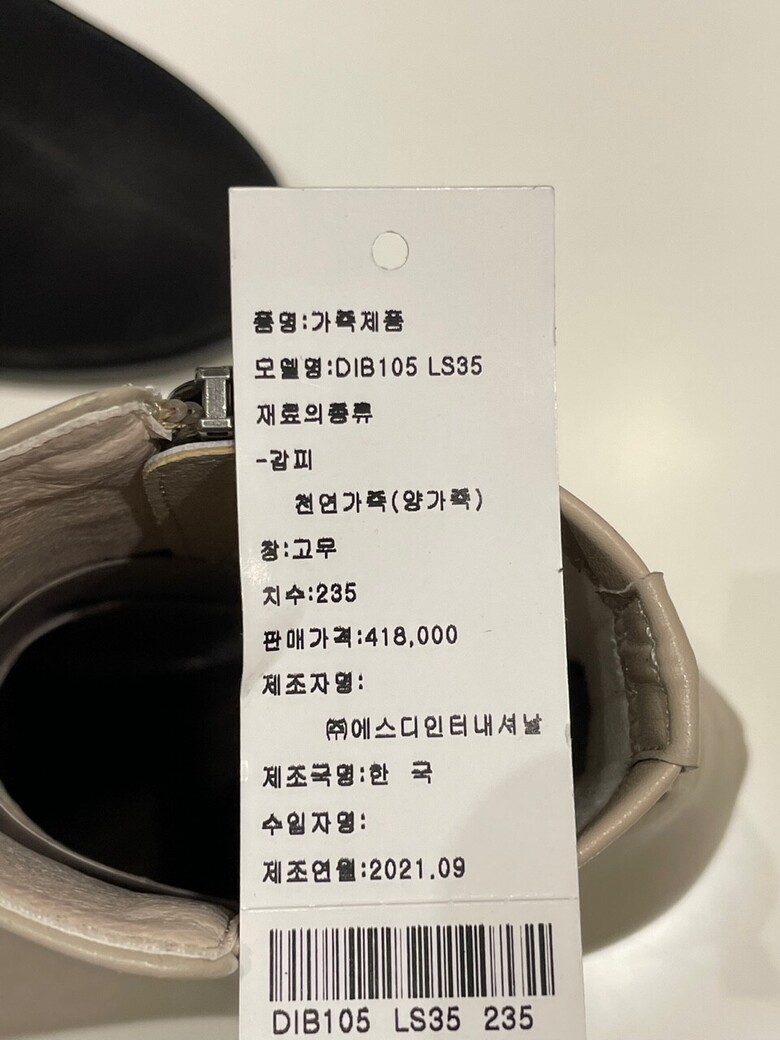 품명:가죽제품
모델명:DIB105 LS35
재료의종류
-갑피
천연가죽(양가죽)
창:고무
치수:235
판매가격:418,000
제조자명:
㈜에스디인터내셔날
제조국명:한 국
수입자명:
제조연월:2021.09
DIB105 LS35 235